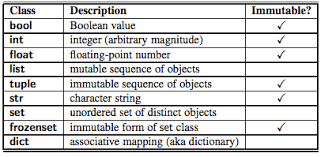 Class Description Immutable?
bool Boolean value ✓
int integer (arbitrary magnitude) ✓
float floating-point number ✓
list mutable sequence of objects
tuple immutable sequence of objects ✓
str character string ✓
set unordered set of distinct objects
frozenset immutable form of set class ✓
dict associative mapping (aka dictionary)